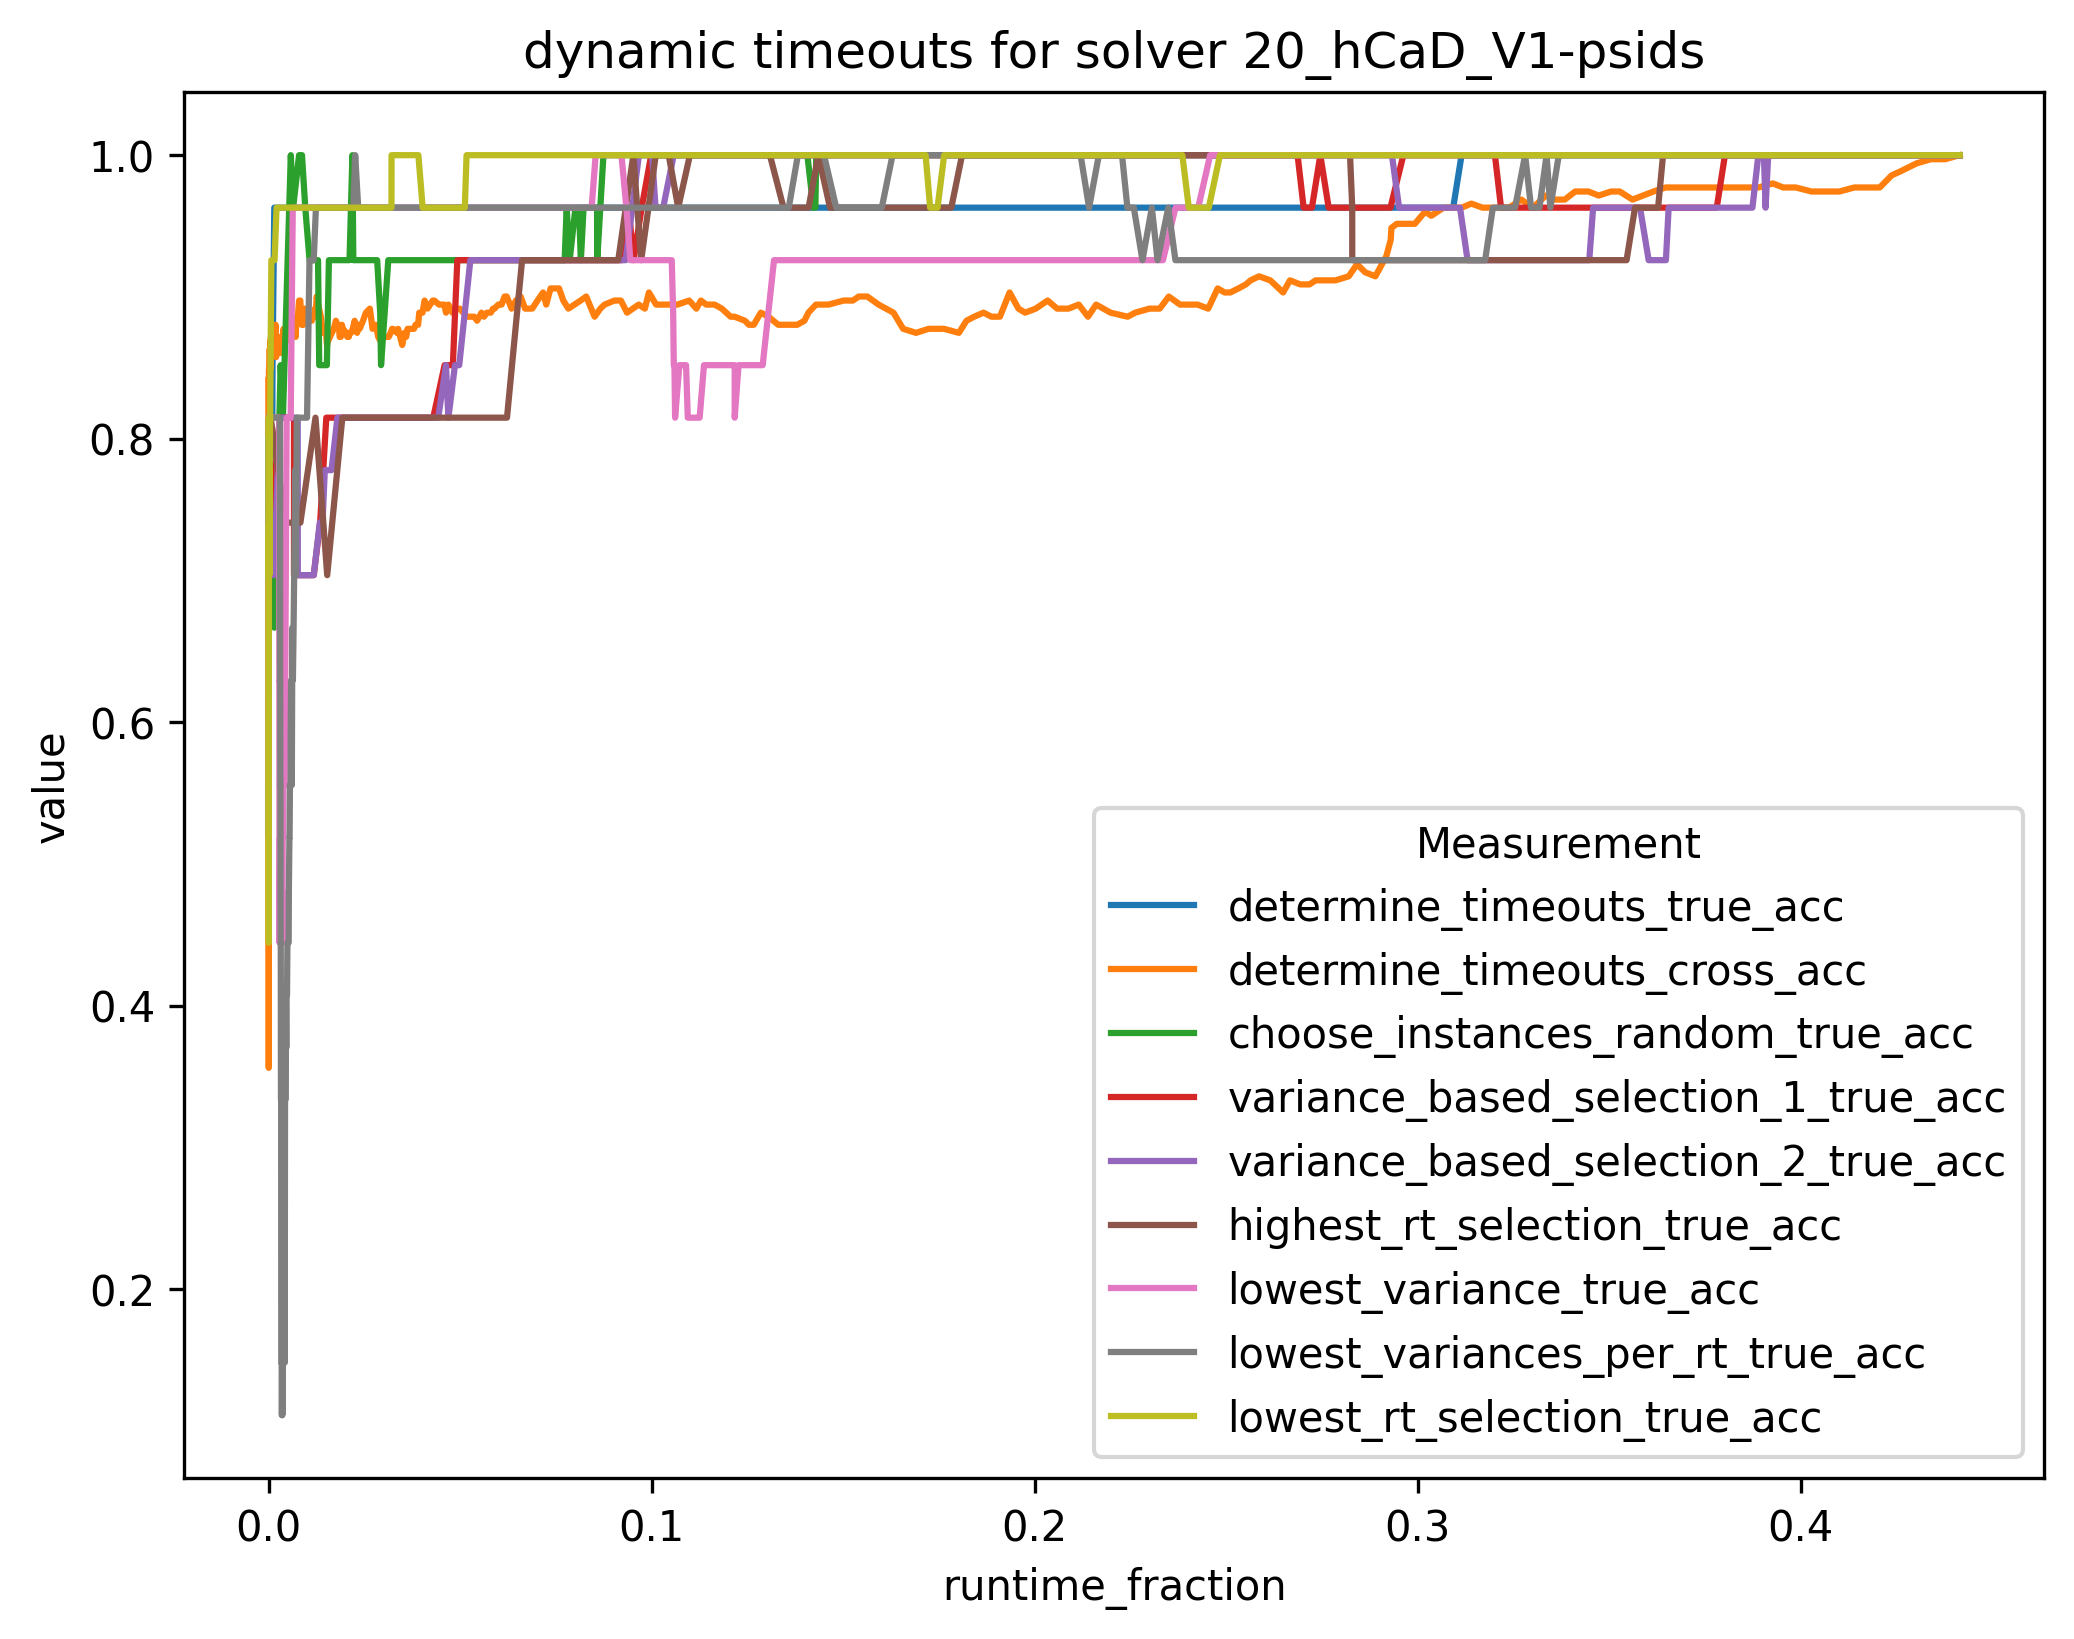 dynamic timeouts for solver 20_hCaD_V1-psids
1.0
0.8
0.6
0.4
0.2
value
0.0
0.1
0.2
0.3
0.4
runtime_fraction
Measurement
determine_timeouts_true_acc
determine_timeouts_cross_acc
choose_instances_random_true_acc
variance_based_selection_1_true_acc
variance_based_selection_2_true_acc
highest_rt_selection_true_acc
lowest_variance_true_acc
lowest_variances_per_rt_true_acc
lowest_rt_selection_true_acc